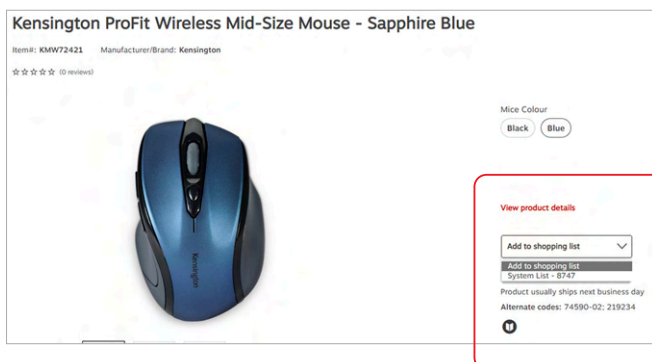 Kensington ProFit Wireless Mid-Size Mouse - Sapphire Blue
Item#: KMW72421 Manufacturer/Brand: Kensington
(0 reviews)
Mice Colour
Black Blue
View product details
Add to shopping list
Add to shopping list
System List - 8747
Product usually ships next business day
Alternate codes: 74590-02; 219234
Kensington